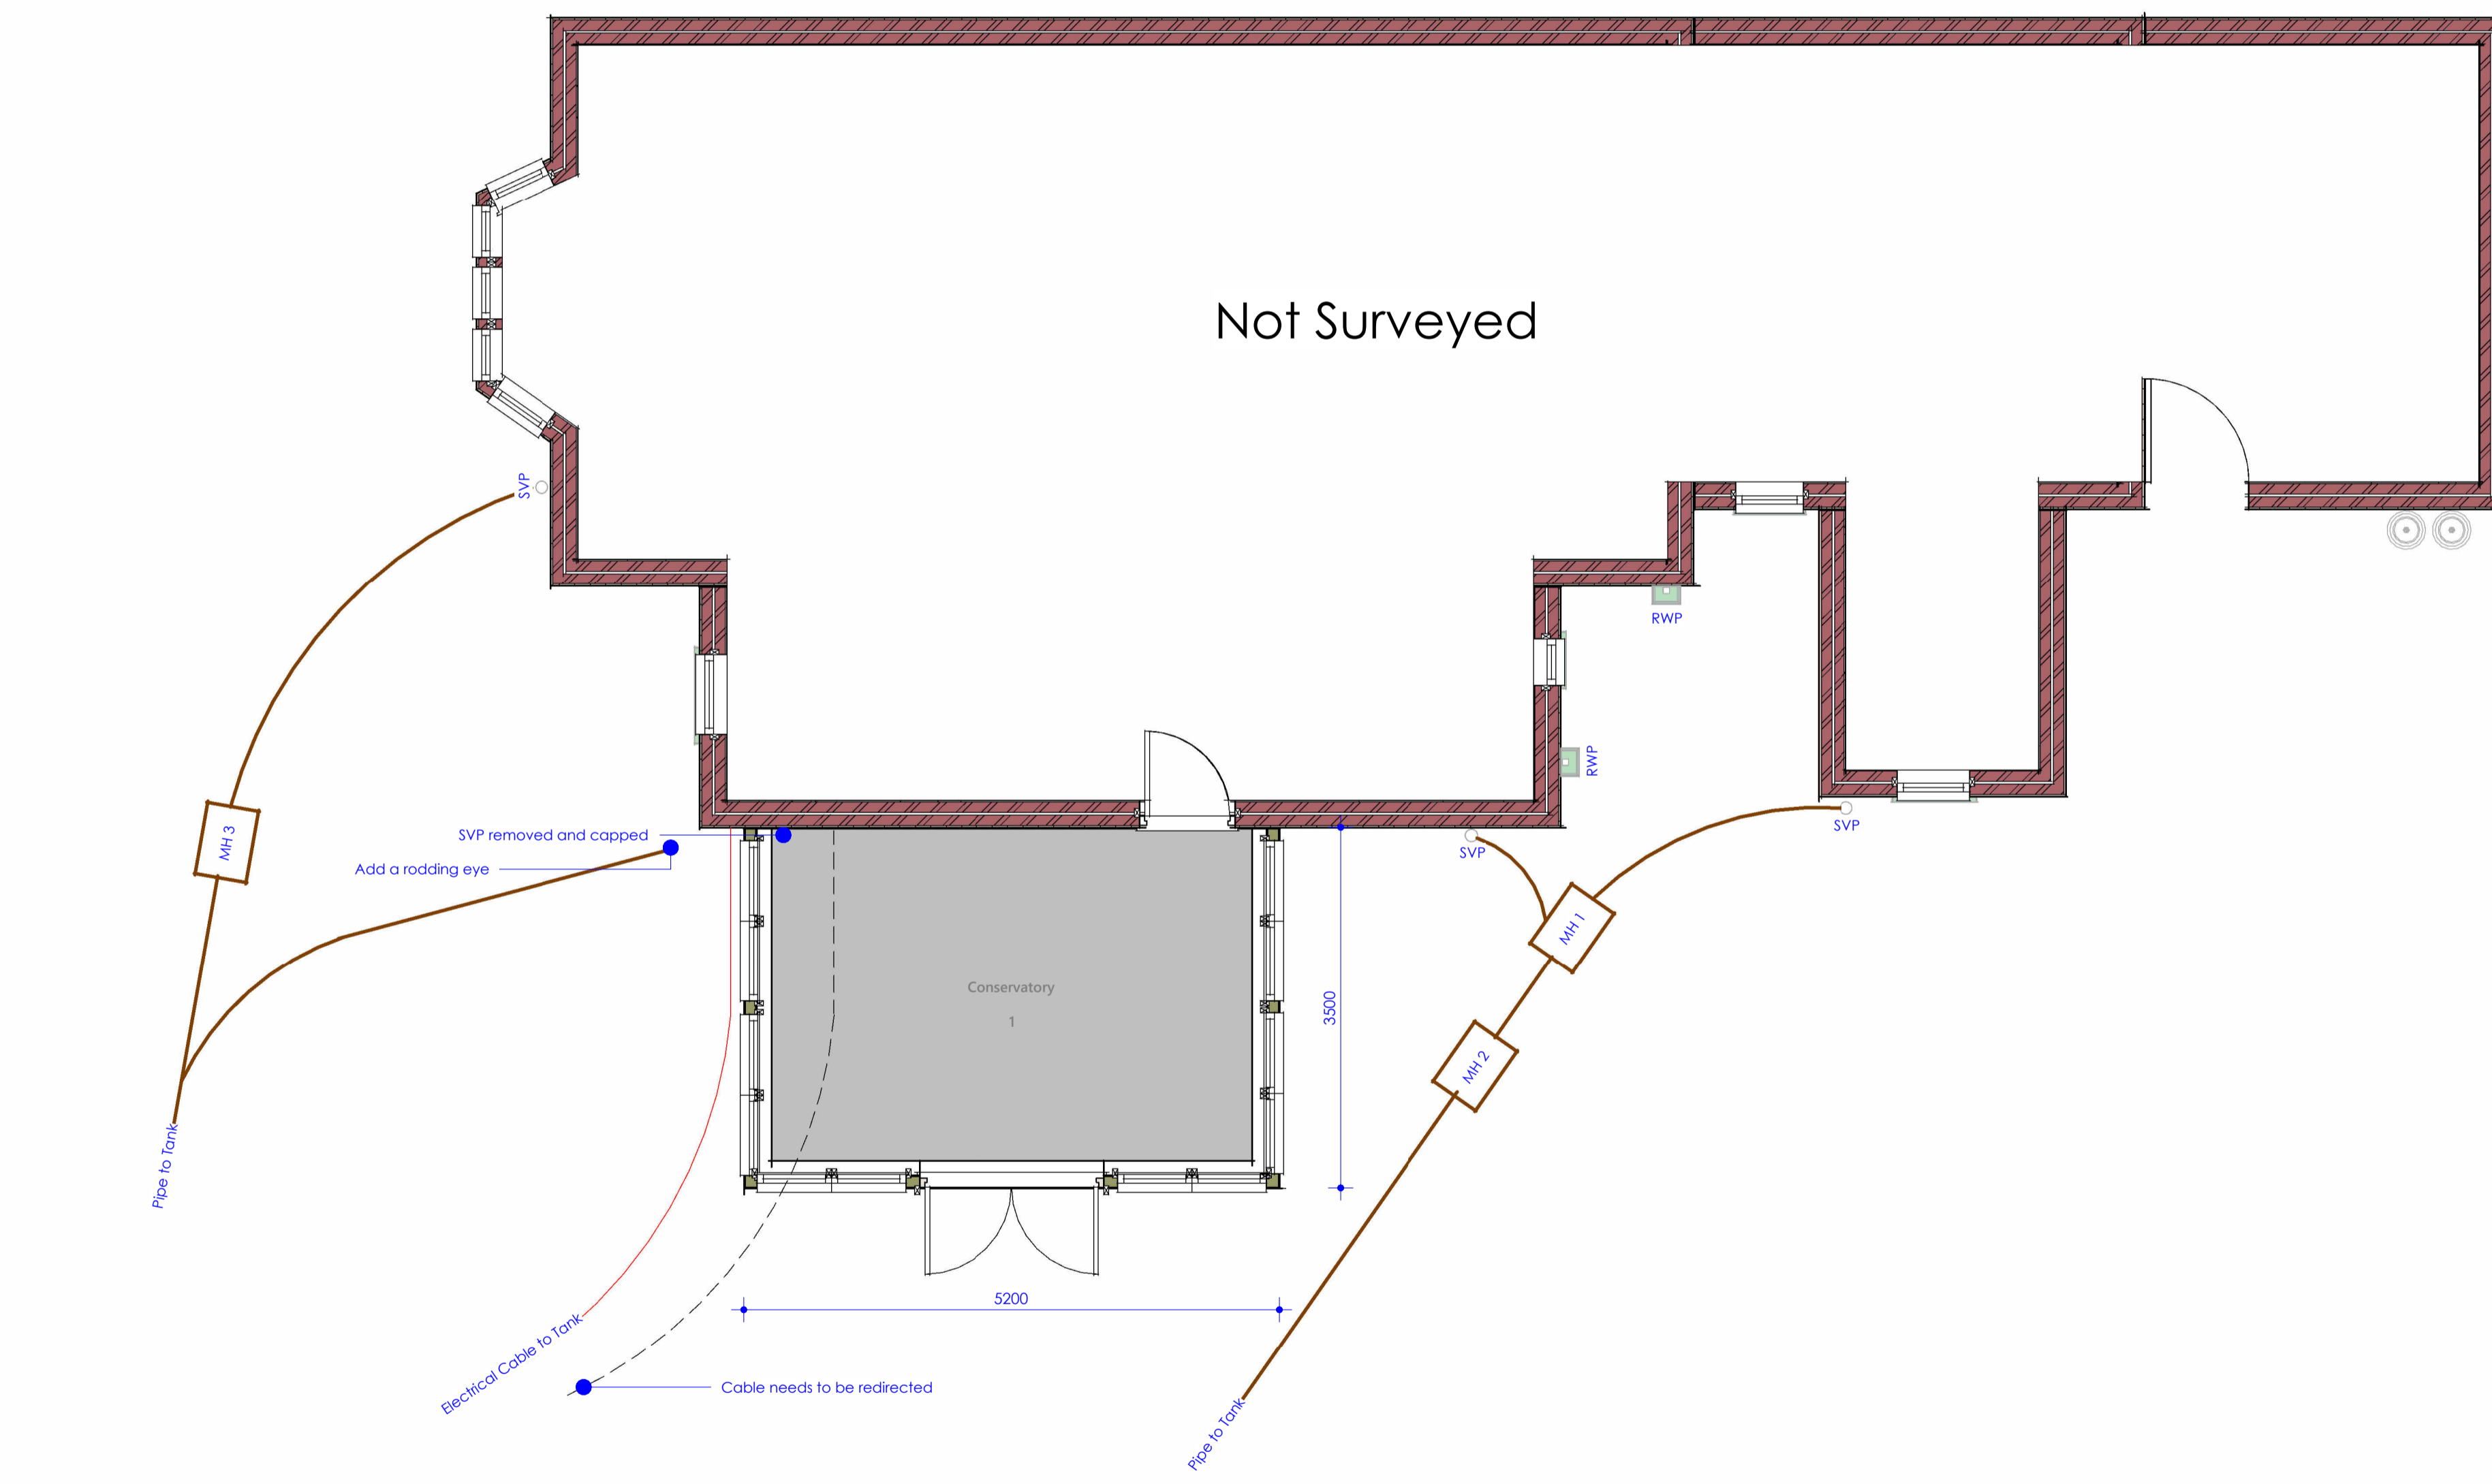 Not Surveyed
SVP
RWP
RWP
MH 3
SVP removed and capped
Add a rodding eye
SVP
SVP
MH 1
Conservatory
1
3500
MH 2
Pipe to Tank
5200
Electrical Cable to Tank
Cable needs to be redirected
Pipe to Tank